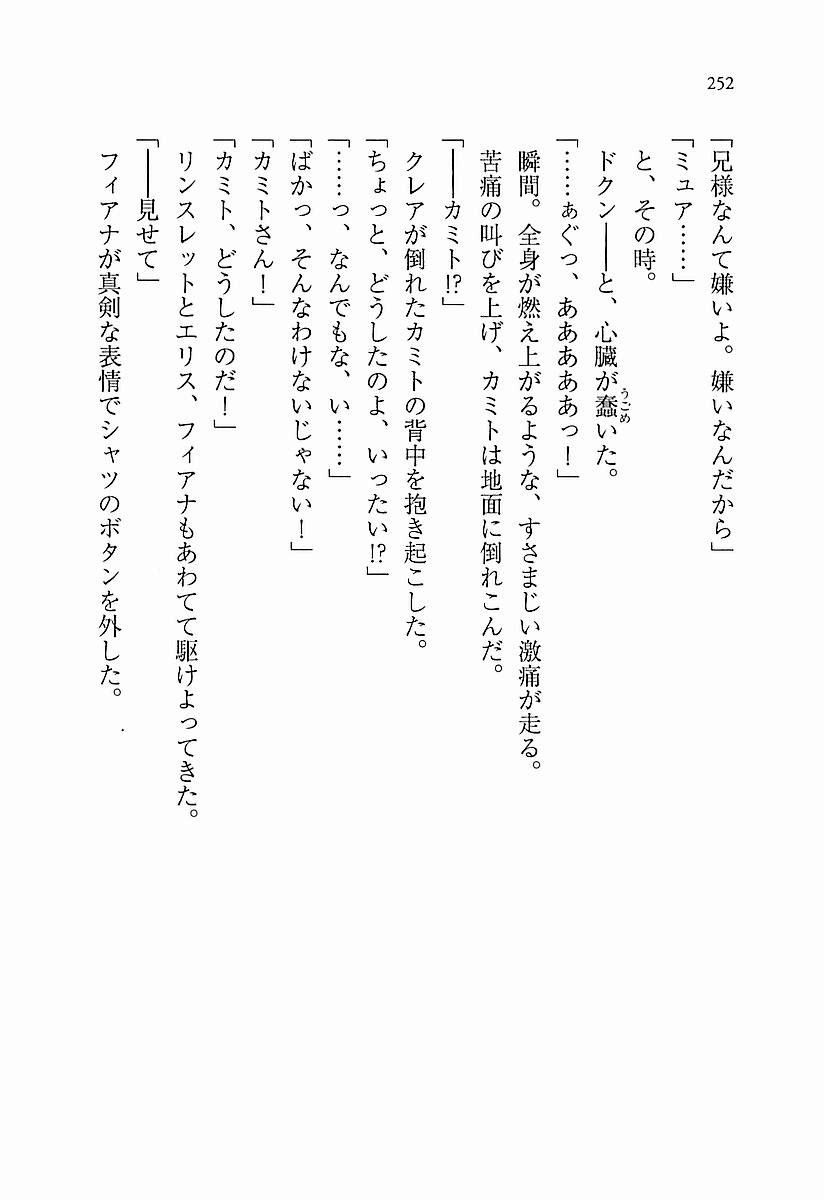 252
「兄様なんて嫌いよ。嫌いなんだから」
「ミュア……」
と、その時。
ドクン――と、心臓が蠢いた。
うごめ
「……ぁぐっ、ああああっ！」
瞬間。全身が燃え上がるような、すさまじい激痛が走る。
苦痛の叫びを上げ、カミトは地面に倒れこんだ。
「――カミト!?」
クレアが倒れたカミトの背中を抱き起こした。
「ちょっと、どうしたのよ、いったい!?」
「……っ、なんでもな、い……」
「ばかっ、そんなわけないじゃない！」
「カミトさん！」
「カミト、どうしたのだ！」
リンスレットとエリス、フィアナもあわてて駆けよってきた。
「――見せて」
フィアナが真剣な表情でシャツのボタンを外した。